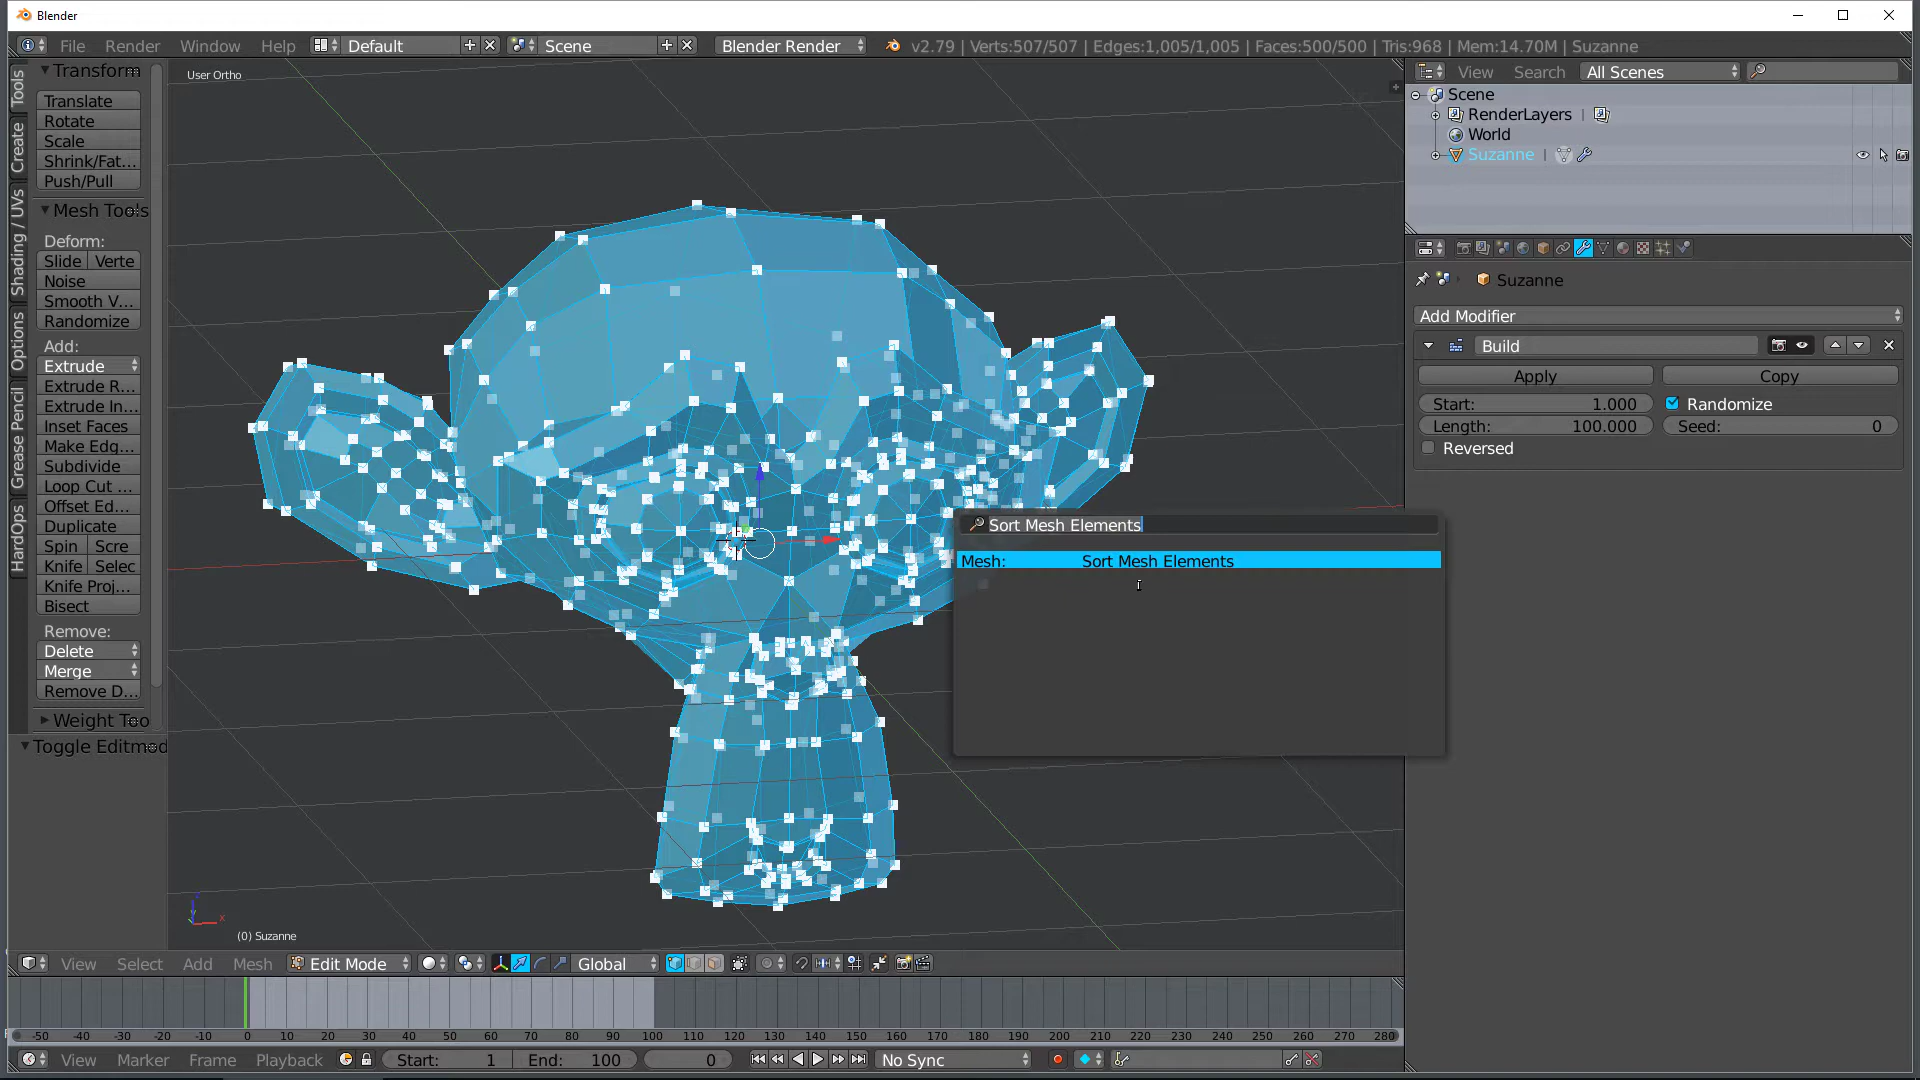 Blender
File Render Window Help Default Scene Blender Render v2.79 | Verts:507/507 | Edges:1,005/1,005 | Faces:500/500 | Tris:968 | Mem:14.70M | Suzanne
Tools
Create
Shading / UVs
Options
Grease Pencil
HardOps
Transform
Translate
Rotate
Scale
Shrink/Fat...
Push/Pull
Mesh Tools
Deform:
Slide Verte
Noise
Smooth V...
Randomize
Add:
Extrude
Extrude R...
Extrude In...
Inset Faces
Make Edg...
Subdivide
Loop Cut ...
Offset Ed...
Duplicate
Spin Scre
Knife Selec
Knife Proj...
Bisect
Remove:
Delete
Merge
Remove D...
Weight Too
Toggle Editmod
User Ortho
Sort Mesh Elements
Mesh: Sort Mesh Elements
z
x
(0) Suzanne
View Select Add Mesh Edit Mode Global
-50 -40 -30 -20 -10 0 10 20 30 40 50 60 70 80 90 100 110 120 130 140 150 160 170 180 190 200 210 220 230 240 250 260 270 280
View Marker Frame Playback Start: 1 End: 100 0 No Sync
View Search All Scenes
Scene
RenderLayers |
World
Suzanne |
Suzanne
Add Modifier
Build
Apply Copy
Start: 1.000 Randomize
Length: 100.000 Seed: 0
Reversed